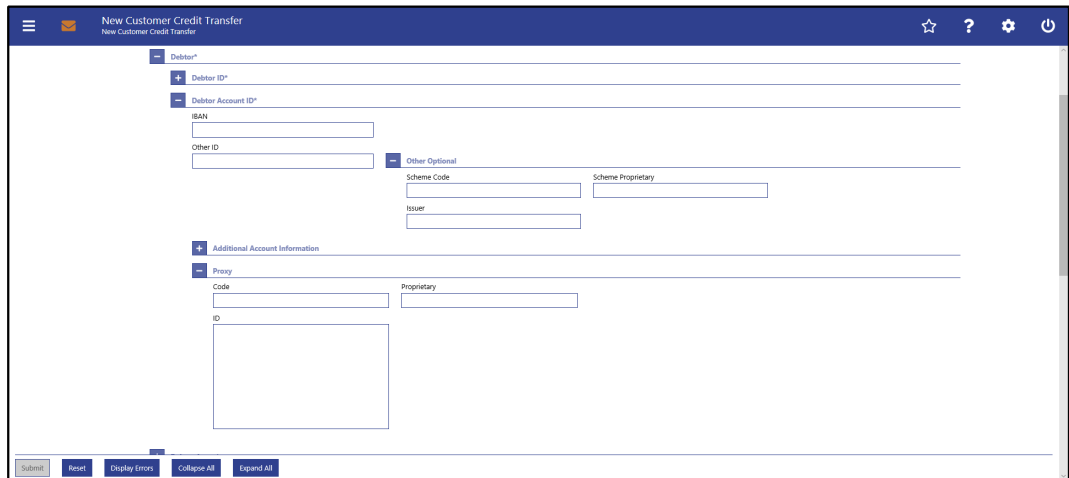 New Customer Credit Transfer
New Customer Credit Transfer
Debtor*
Debtor ID*
Debtor Account ID*
IBAN
Other ID
Other Optional
Scheme Code Scheme Proprietary
Issuer
Additional Account Information
Proxy
Code Proprietary
ID
Submit Reset Display Errors Collapse All Expand All